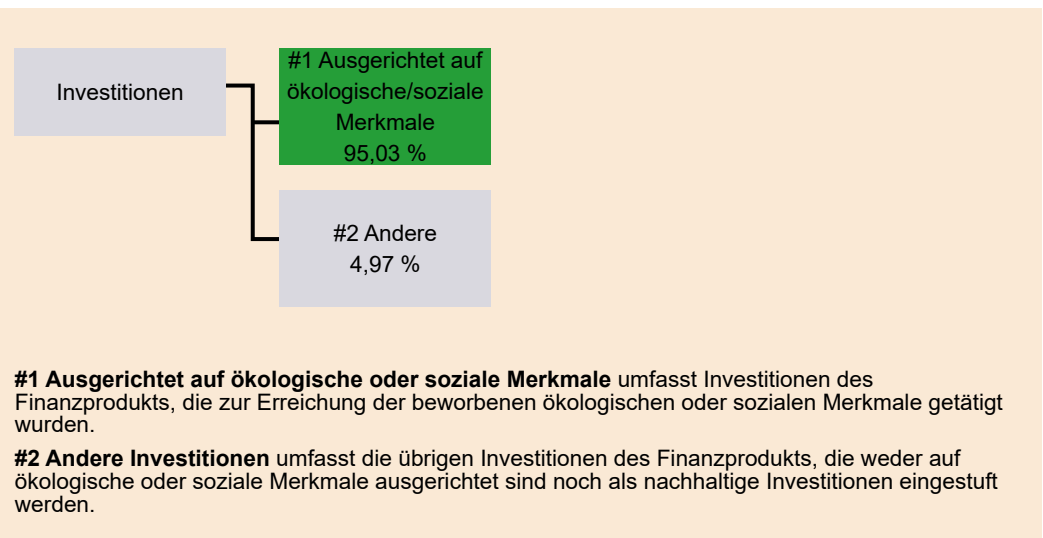 Investitionen
#1 Ausgerichtet auf
ökologische/soziale
Merkmale
95,03 %
#2 Andere
4,97 %
#1 Ausgerichtet auf ökologische oder soziale Merkmale umfasst Investitionen des
Finanzprodukts, die zur Erreichung der beworbenen ökologischen oder sozialen Merkmale getätigt
wurden.
#2 Andere Investitionen umfasst die übrigen Investitionen des Finanzprodukts, die weder auf
ökologische oder soziale Merkmale ausgerichtet sind noch als nachhaltige Investitionen eingestuft
werden.